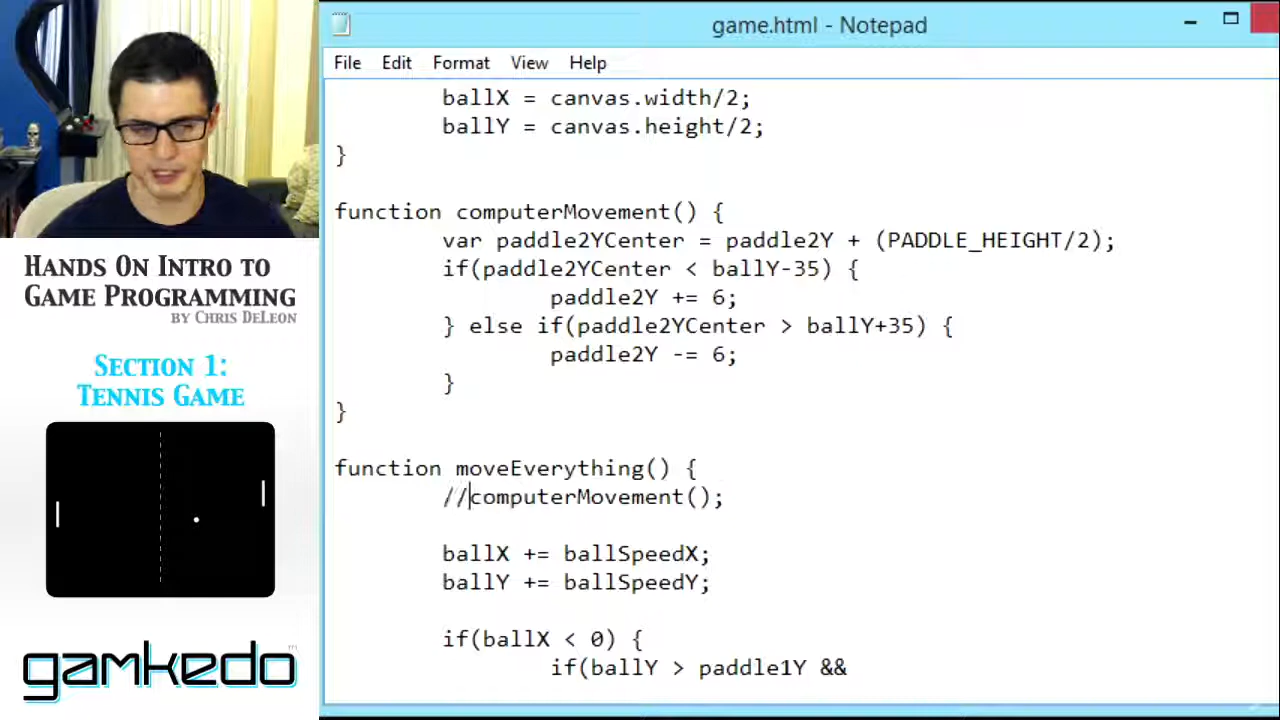 game.html - Notepad
File Edit Format View Help
ballX = canvas.width/2;
ballY = canvas.height/2;
}
function computerMovement() {
var paddle2YCenter = paddle2Y + (PADDLE_HEIGHT/2);
if(paddle2YCenter < ballY-35) {
paddle2Y += 6;
} else if(paddle2YCenter > ballY+35) {
paddle2Y -= 6;
}
}
function moveEverything() {
//computerMovement();
ballX += ballSpeedX;
ballY += ballSpeedY;
if(ballX < 0) {
if(ballY > paddle1Y &&
Hands On Intro to
Game Programming
by Chris DeLeon
Section 1:
Tennis Game
gamkedo